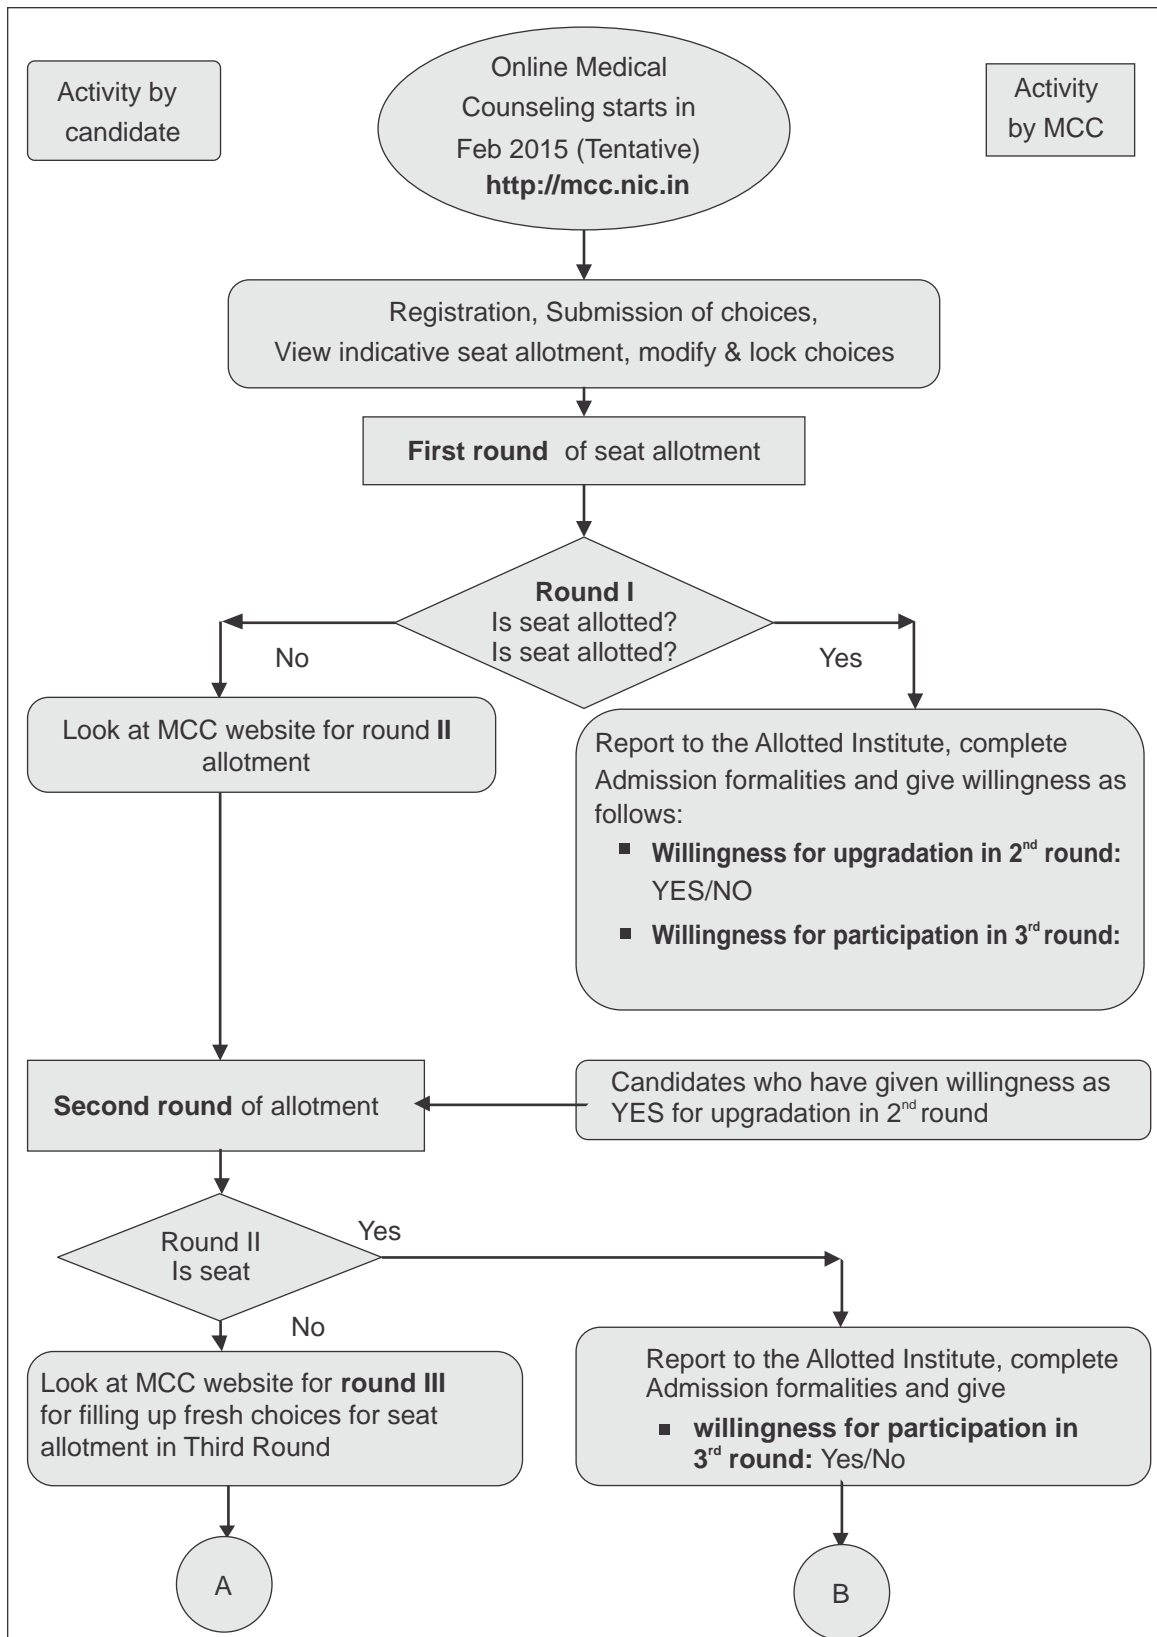 Activity by
candidate
Online Medical
Counseling starts in
Feb 2015 (Tentative)
http://mcc.nic.in
Activity
by MCC
Registration, Submission of choices,
View indicative seat allotment, modify & lock choices
First round of seat allotment
Round I
Is seat allotted?
Is seat allotted?
No
Yes
Look at MCC website for round II
allotment
Report to the Allotted Institute, complete
Admission formalities and give willingness as
follows:
▪ Willingness for upgradation in 2nd round:
YES/NO
▪ Willingness for participation in 3rd round:
Second round of allotment
Candidates who have given willingness as
YES for upgradation in 2nd round
Round II
Is seat
Yes
No
Look at MCC website for round III
for filling up fresh choices for seat
allotment in Third Round
Report to the Allotted Institute, complete
Admission formalities and give
▪ willingness for participation in
3rd round: Yes/No
A
B